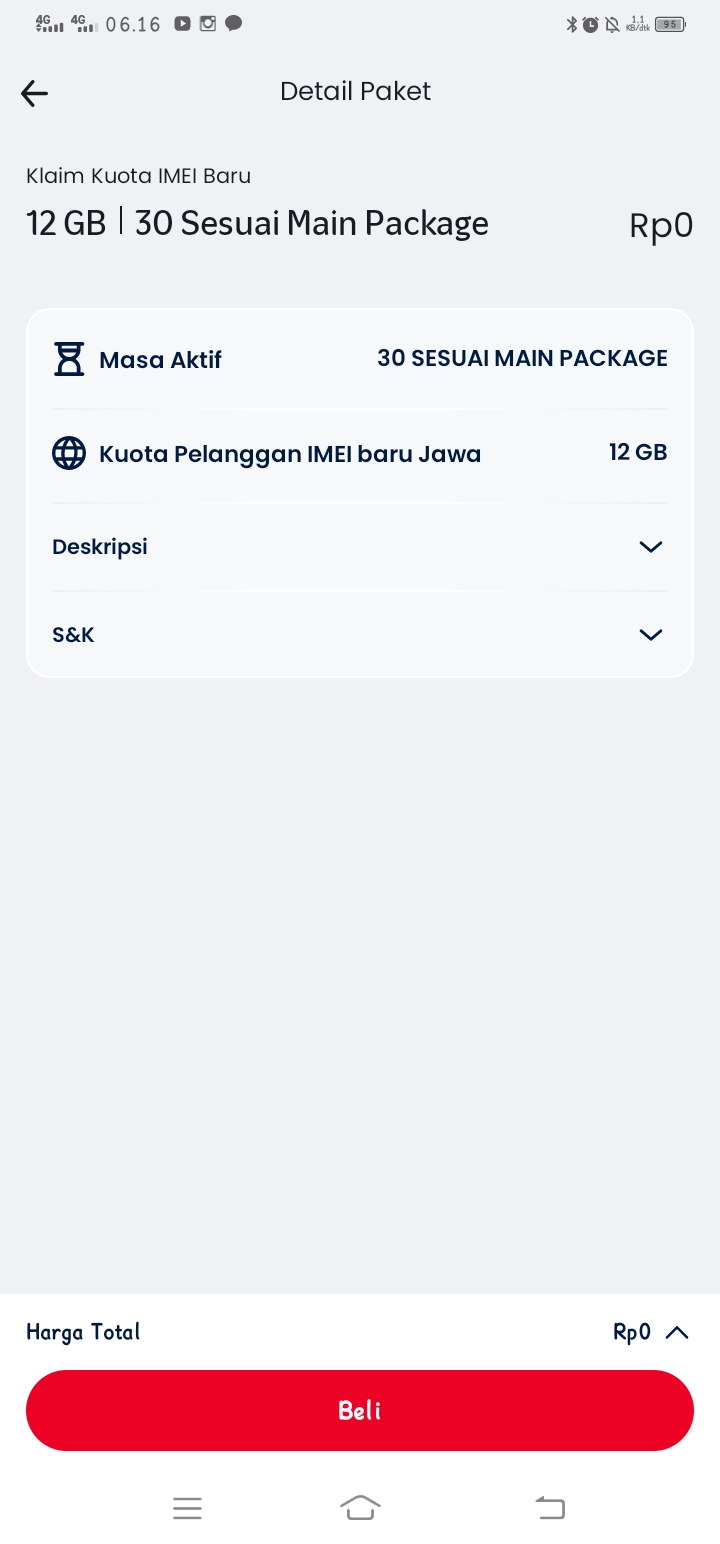 4G 4G 06.16 1.1 KB/dtk 95
Detail Paket
Klaim Kuota IMEI Baru
12 GB | 30 Sesuai Main Package Rp0
Masa Aktif 30 SESUAI MAIN PACKAGE
Kuota Pelanggan IMEI baru Jawa 12 GB
Deskripsi
S&K
Harga Total Rp0
Beli